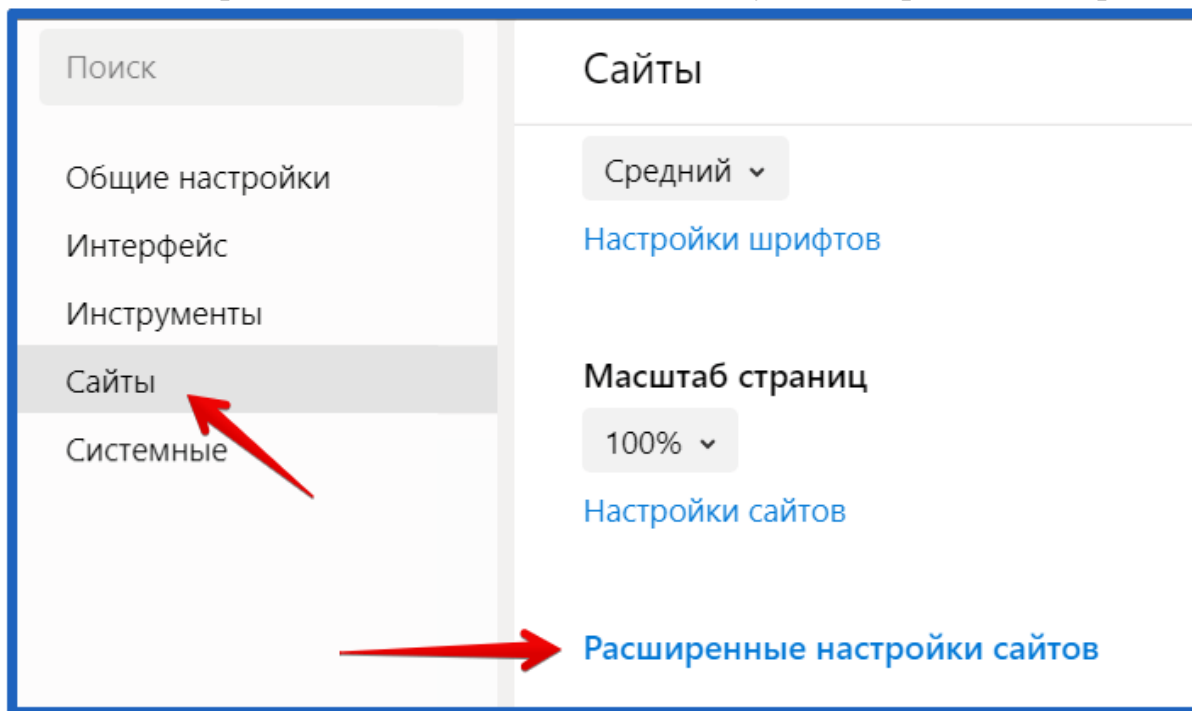 Поиск
Общие настройки
Интерфейс
Инструменты
Сайты
Системные
Сайты
Средний
Настройки шрифтов
Масштаб страниц
100%
Настройки сайтов
Расширенные настройки сайтов